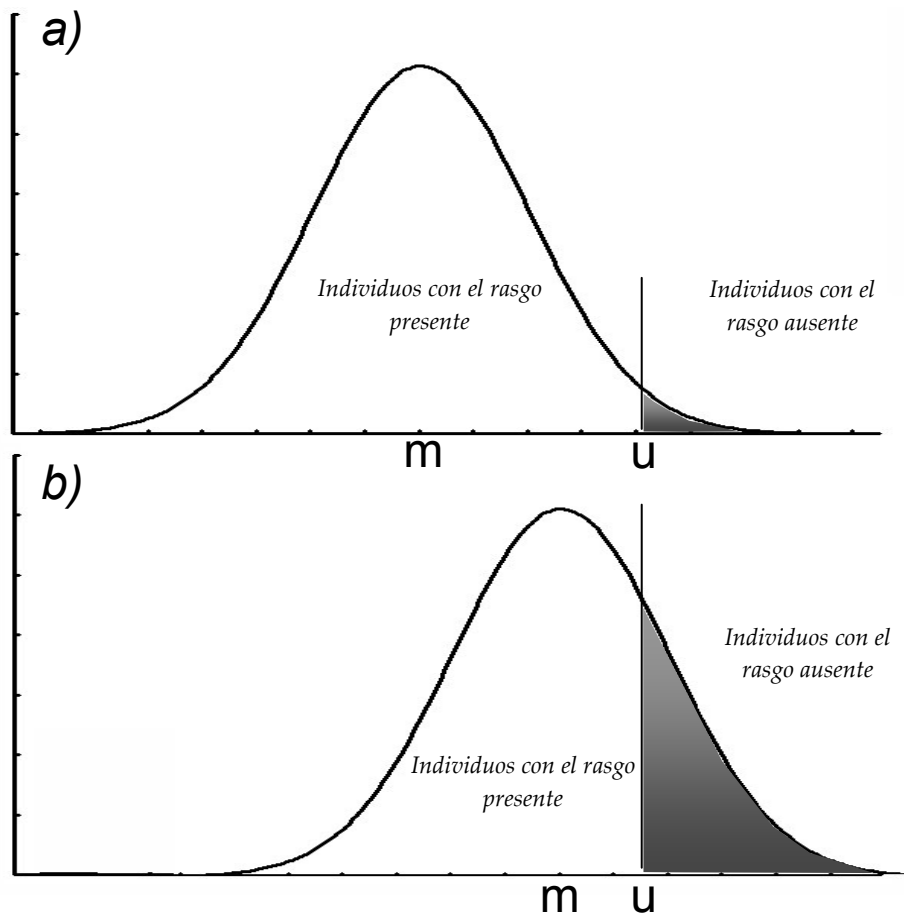 a)
Individuos con el rasgo
presente
Individuos con el
rasgo ausente
m
u
b)
Individuos con el
rasgo ausente
Individuos con el rasgo
presente
m
u